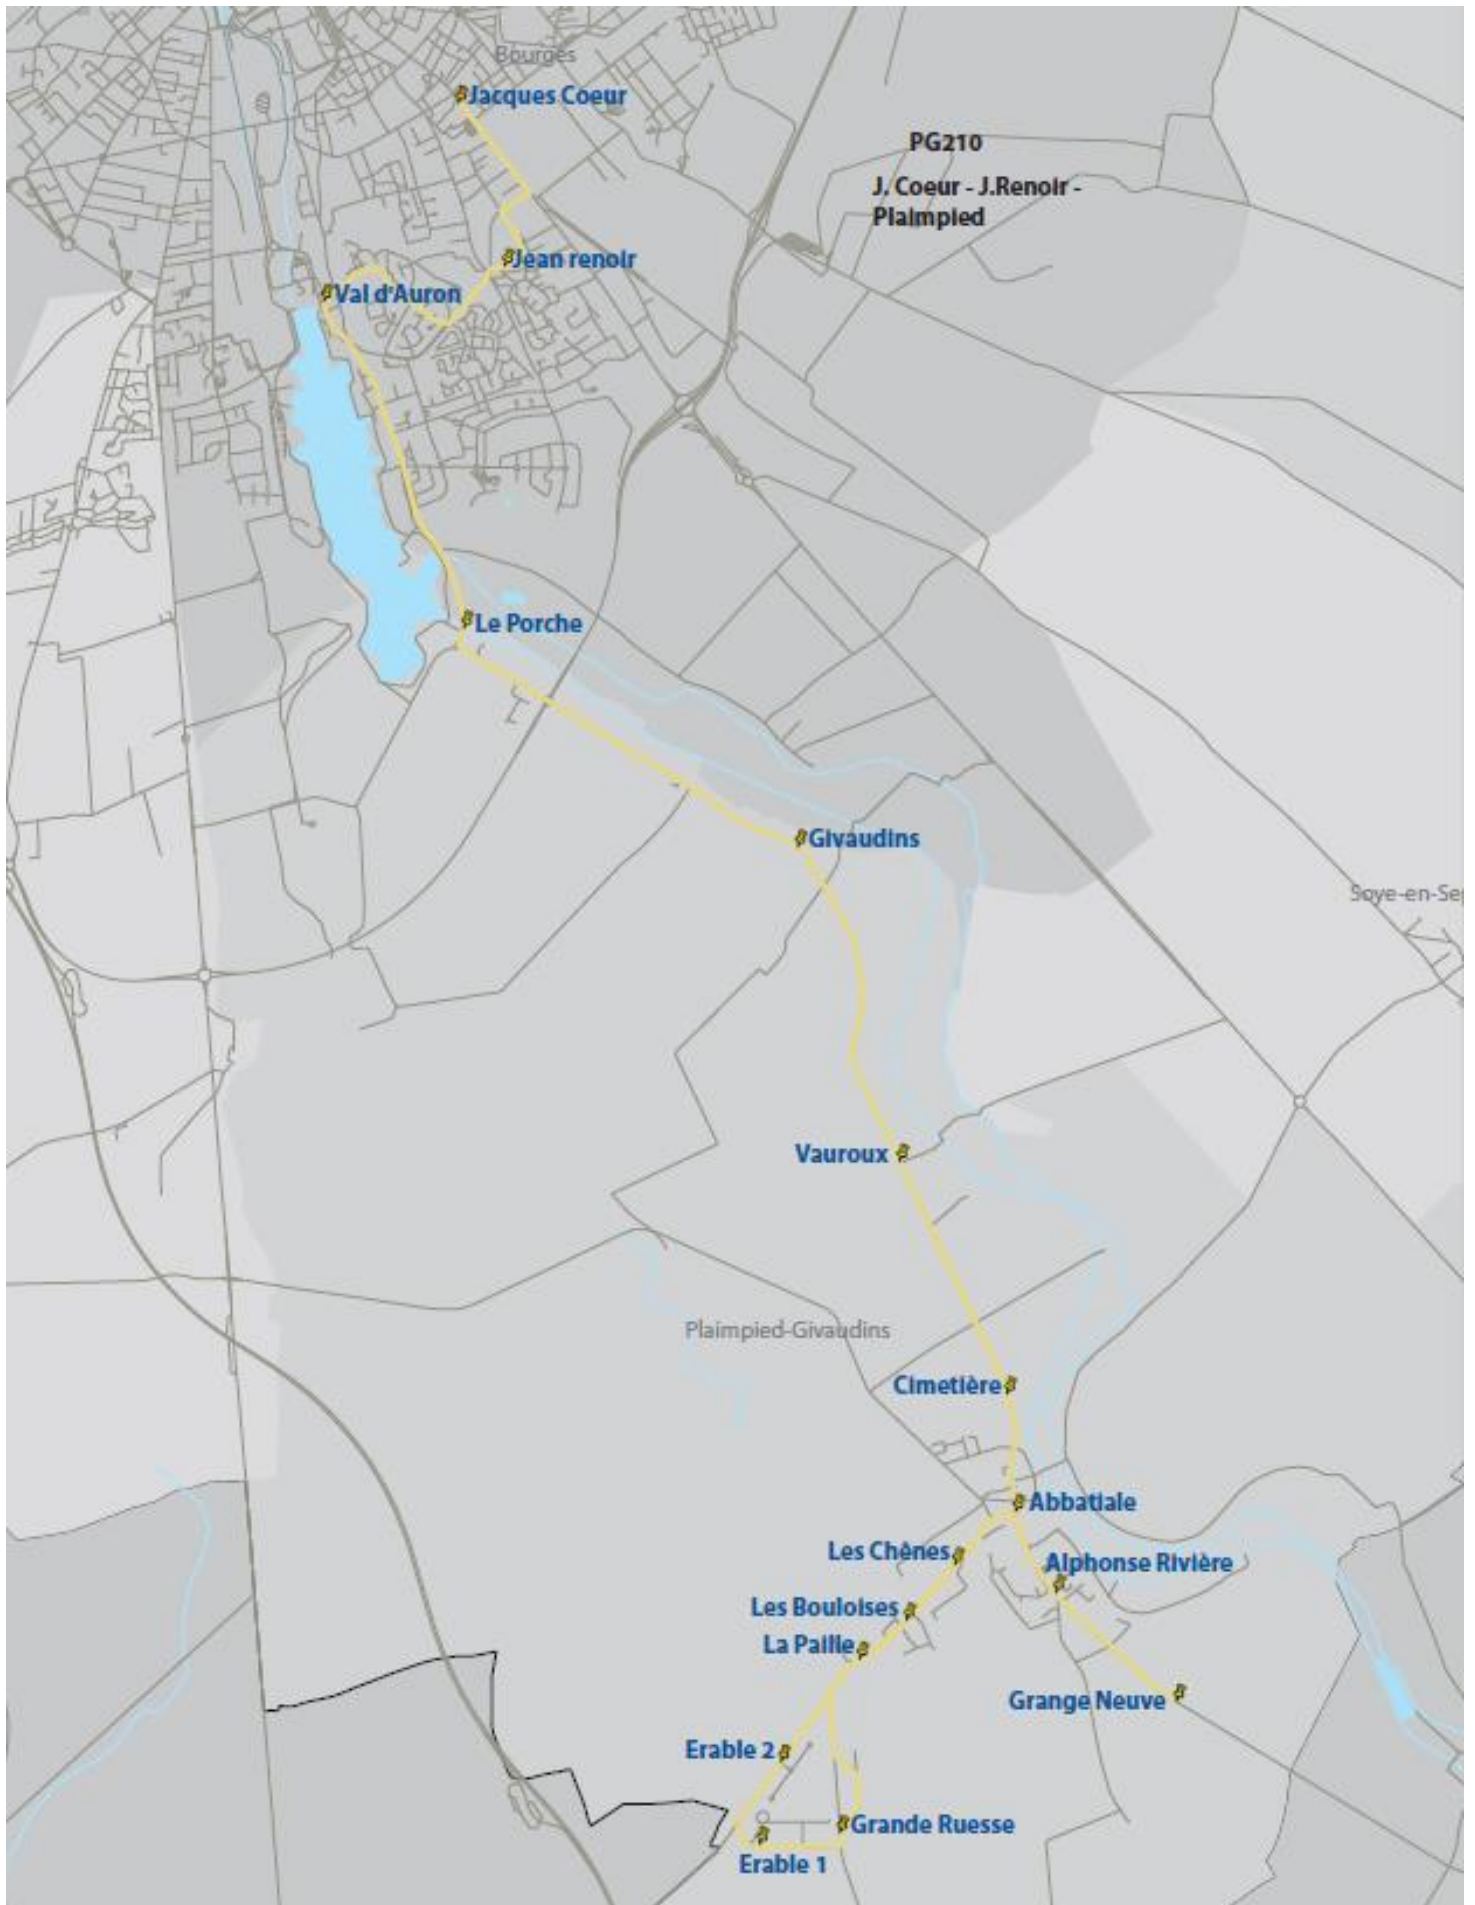 Bourges
Jacques Coeur
PG210
J. Coeur - J.Renoir -
Plaimpied
Jean renoir
Val d'Auron
Le Porche
Givaudins
Soye-en-Sep
Vauroux
Plaimpied-Givaudins
Cimetière
Abbatiale
Les Chênes
Alphonse Rivière
Les Bouloises
La Paille
Grange Neuve
Erable 2
Grande Ruesse
Erable 1